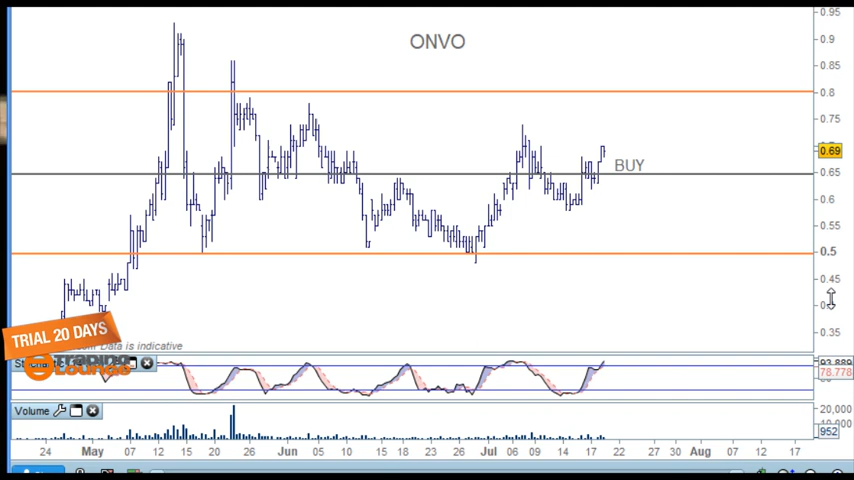 0.95
ONVO
0.9
0.85
0.8
0.75
0.69
BUY
0.65
0.6
0.55
0.5
0.45
0.35
TRIAL 20 DAYS
Data is indicative
Trading
Lounge
93.889
78.778
Volume
20,000
10,000
952
24 May 07 12 15 20 26 Jun 05 10 15 23 26 Jul 06 09 14 17 22 27 30 Aug 07 12 17